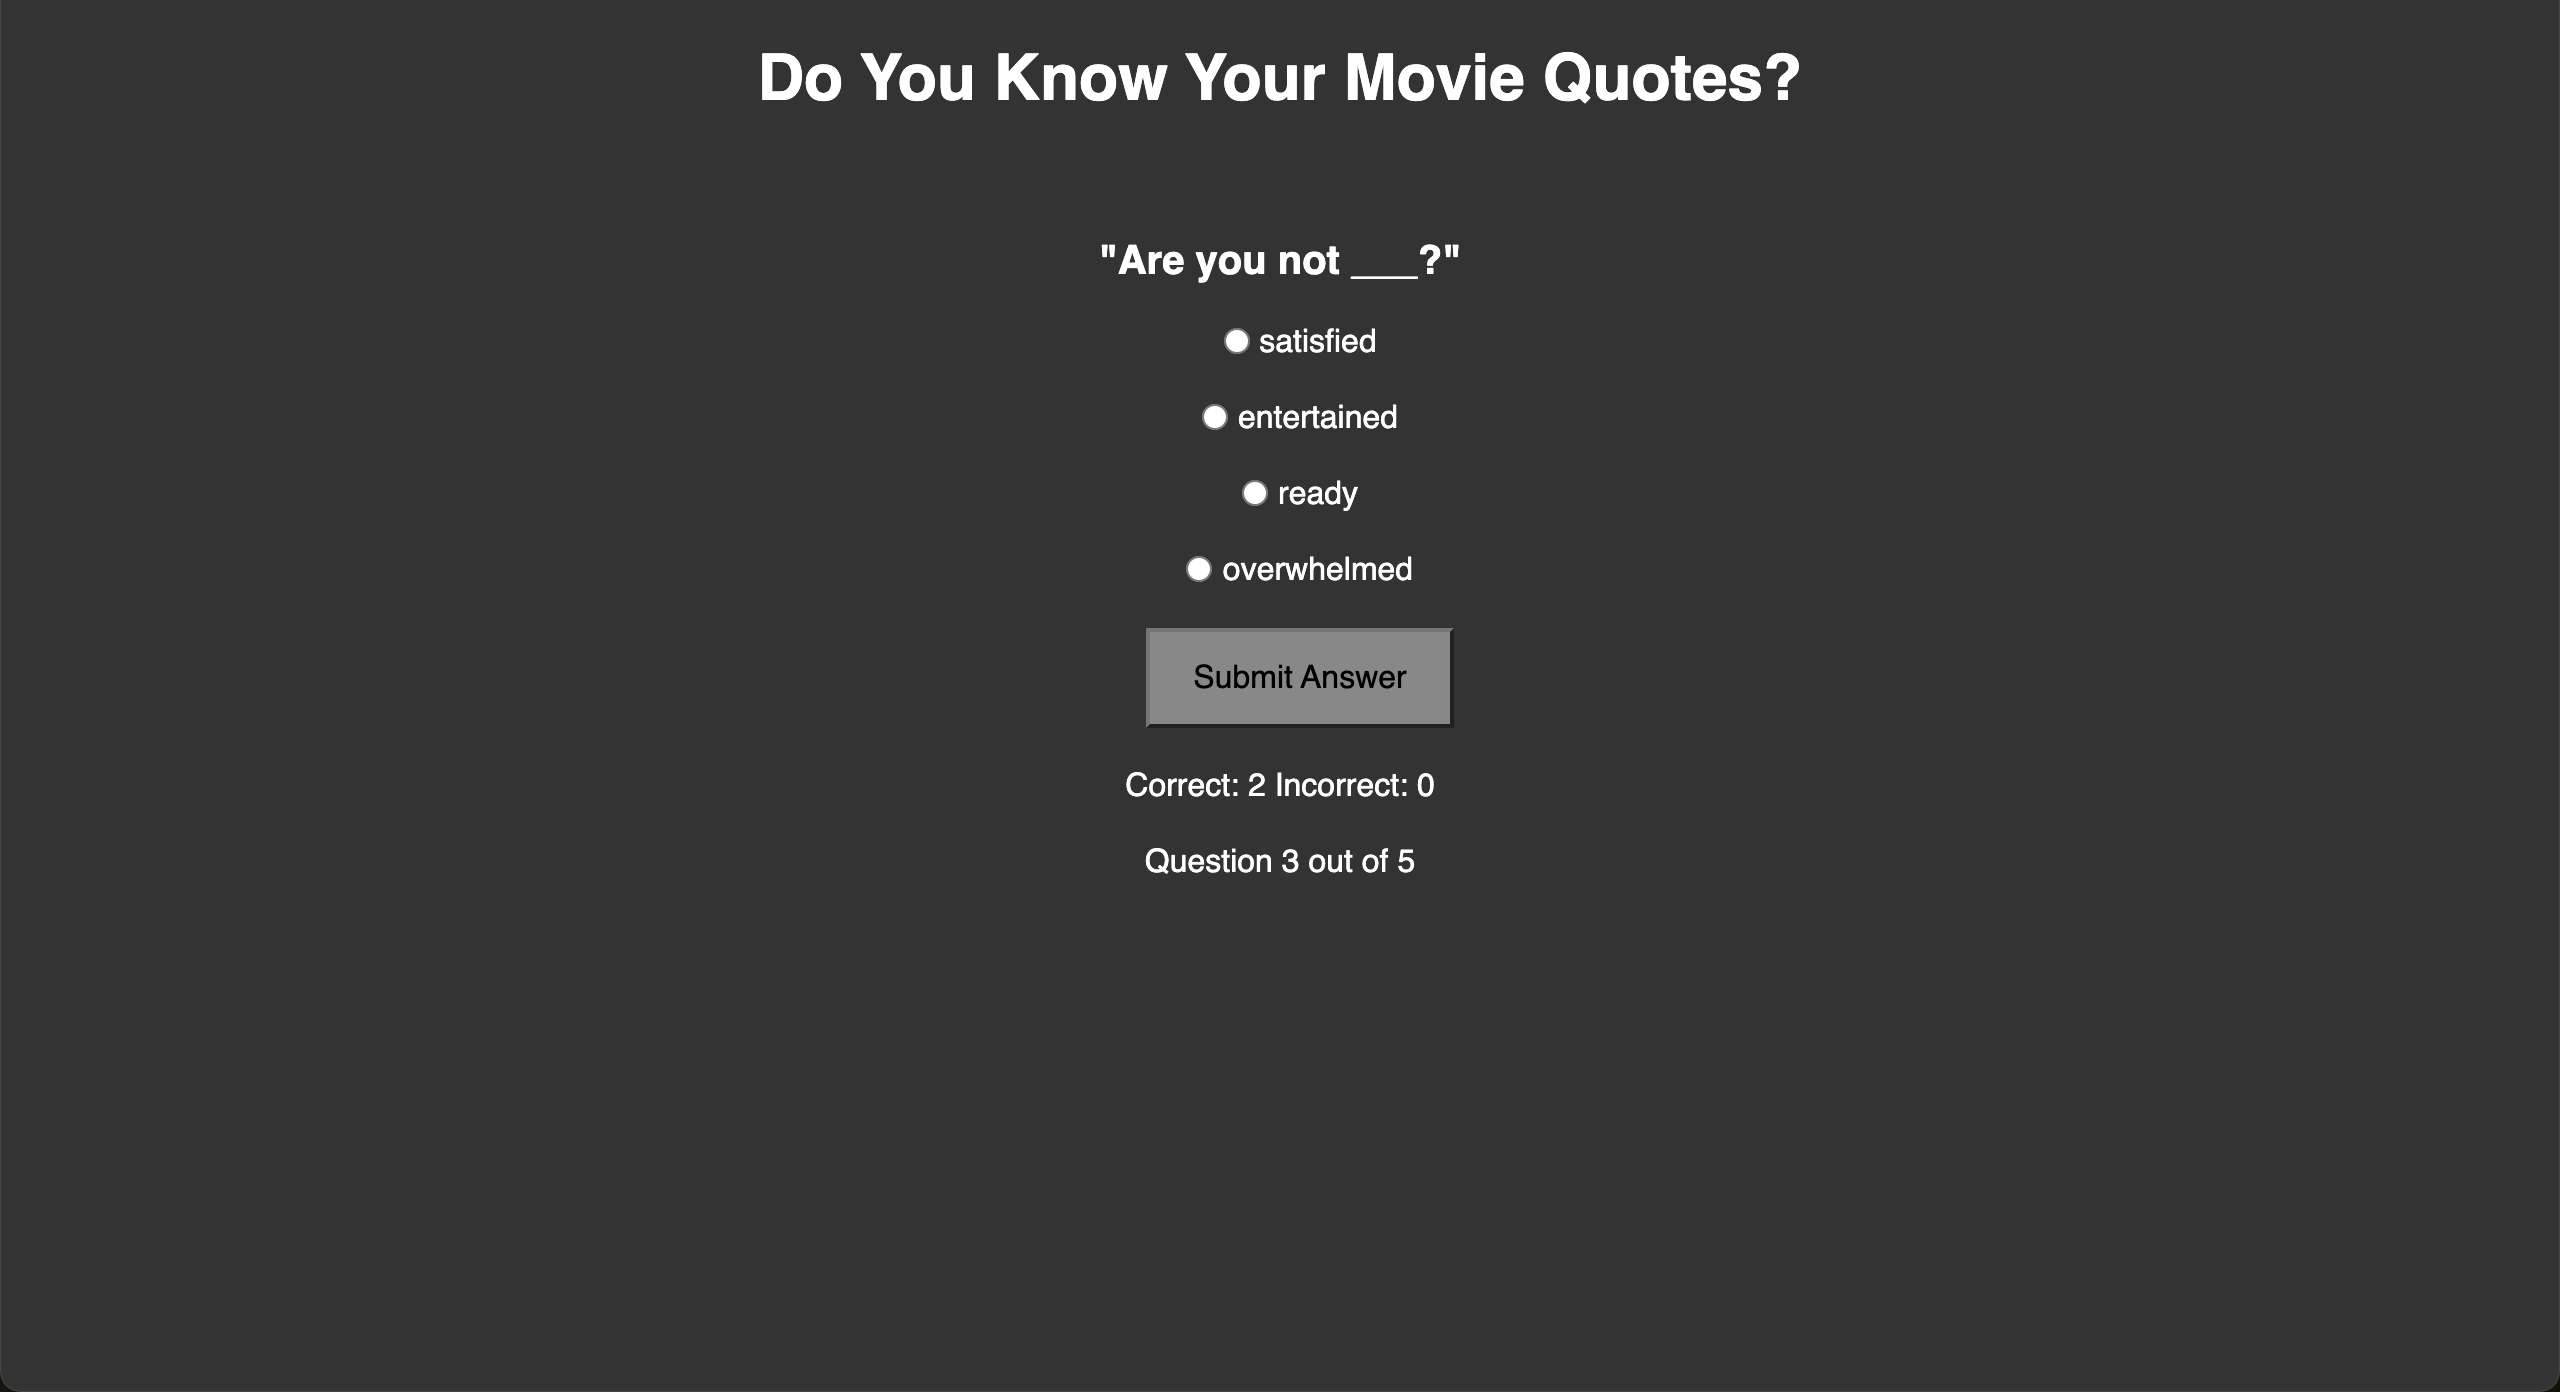 Do You Know Your Movie Quotes?
"Are you not ____?"
satisfied
entertained
ready
overwhelmed
Submit Answer
Correct: 2 Incorrect: 0
Question 3 out of 5